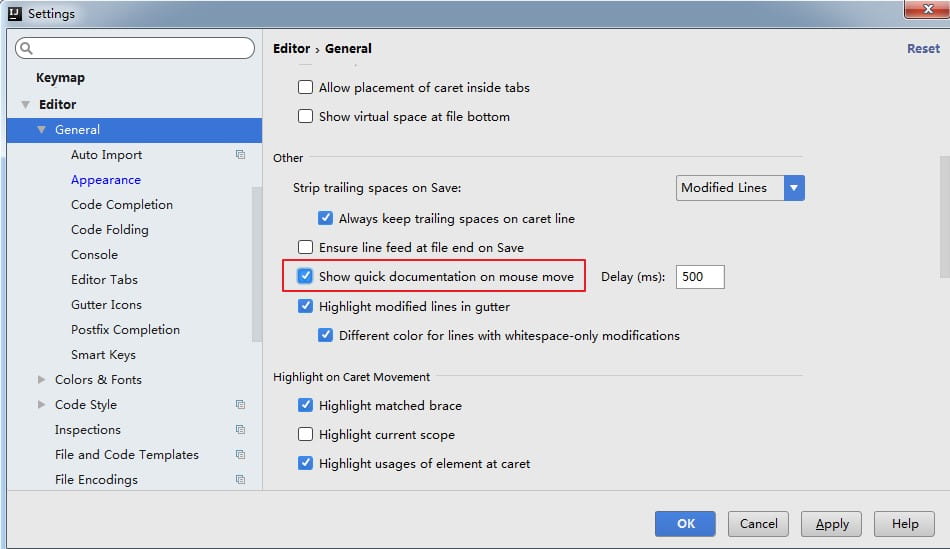 IJ Settings
Editor › General
Reset
Keymap
Editor
General
Auto Import
Appearance
Code Completion
Code Folding
Console
Editor Tabs
Gutter Icons
Postfix Completion
Smart Keys
Colors & Fonts
Code Style
Inspections
File and Code Templates
File Encodings
Allow placement of caret inside tabs
Show virtual space at file bottom
Other
Strip trailing spaces on Save: Modified Lines
Always keep trailing spaces on caret line
Ensure line feed at file end on Save
Show quick documentation on mouse move Delay (ms): 500
Highlight modified lines in gutter
Different color for lines with whitespace-only modifications
Highlight on Caret Movement
Highlight matched brace
Highlight current scope
Highlight usages of element at caret
OK Cancel Apply Help